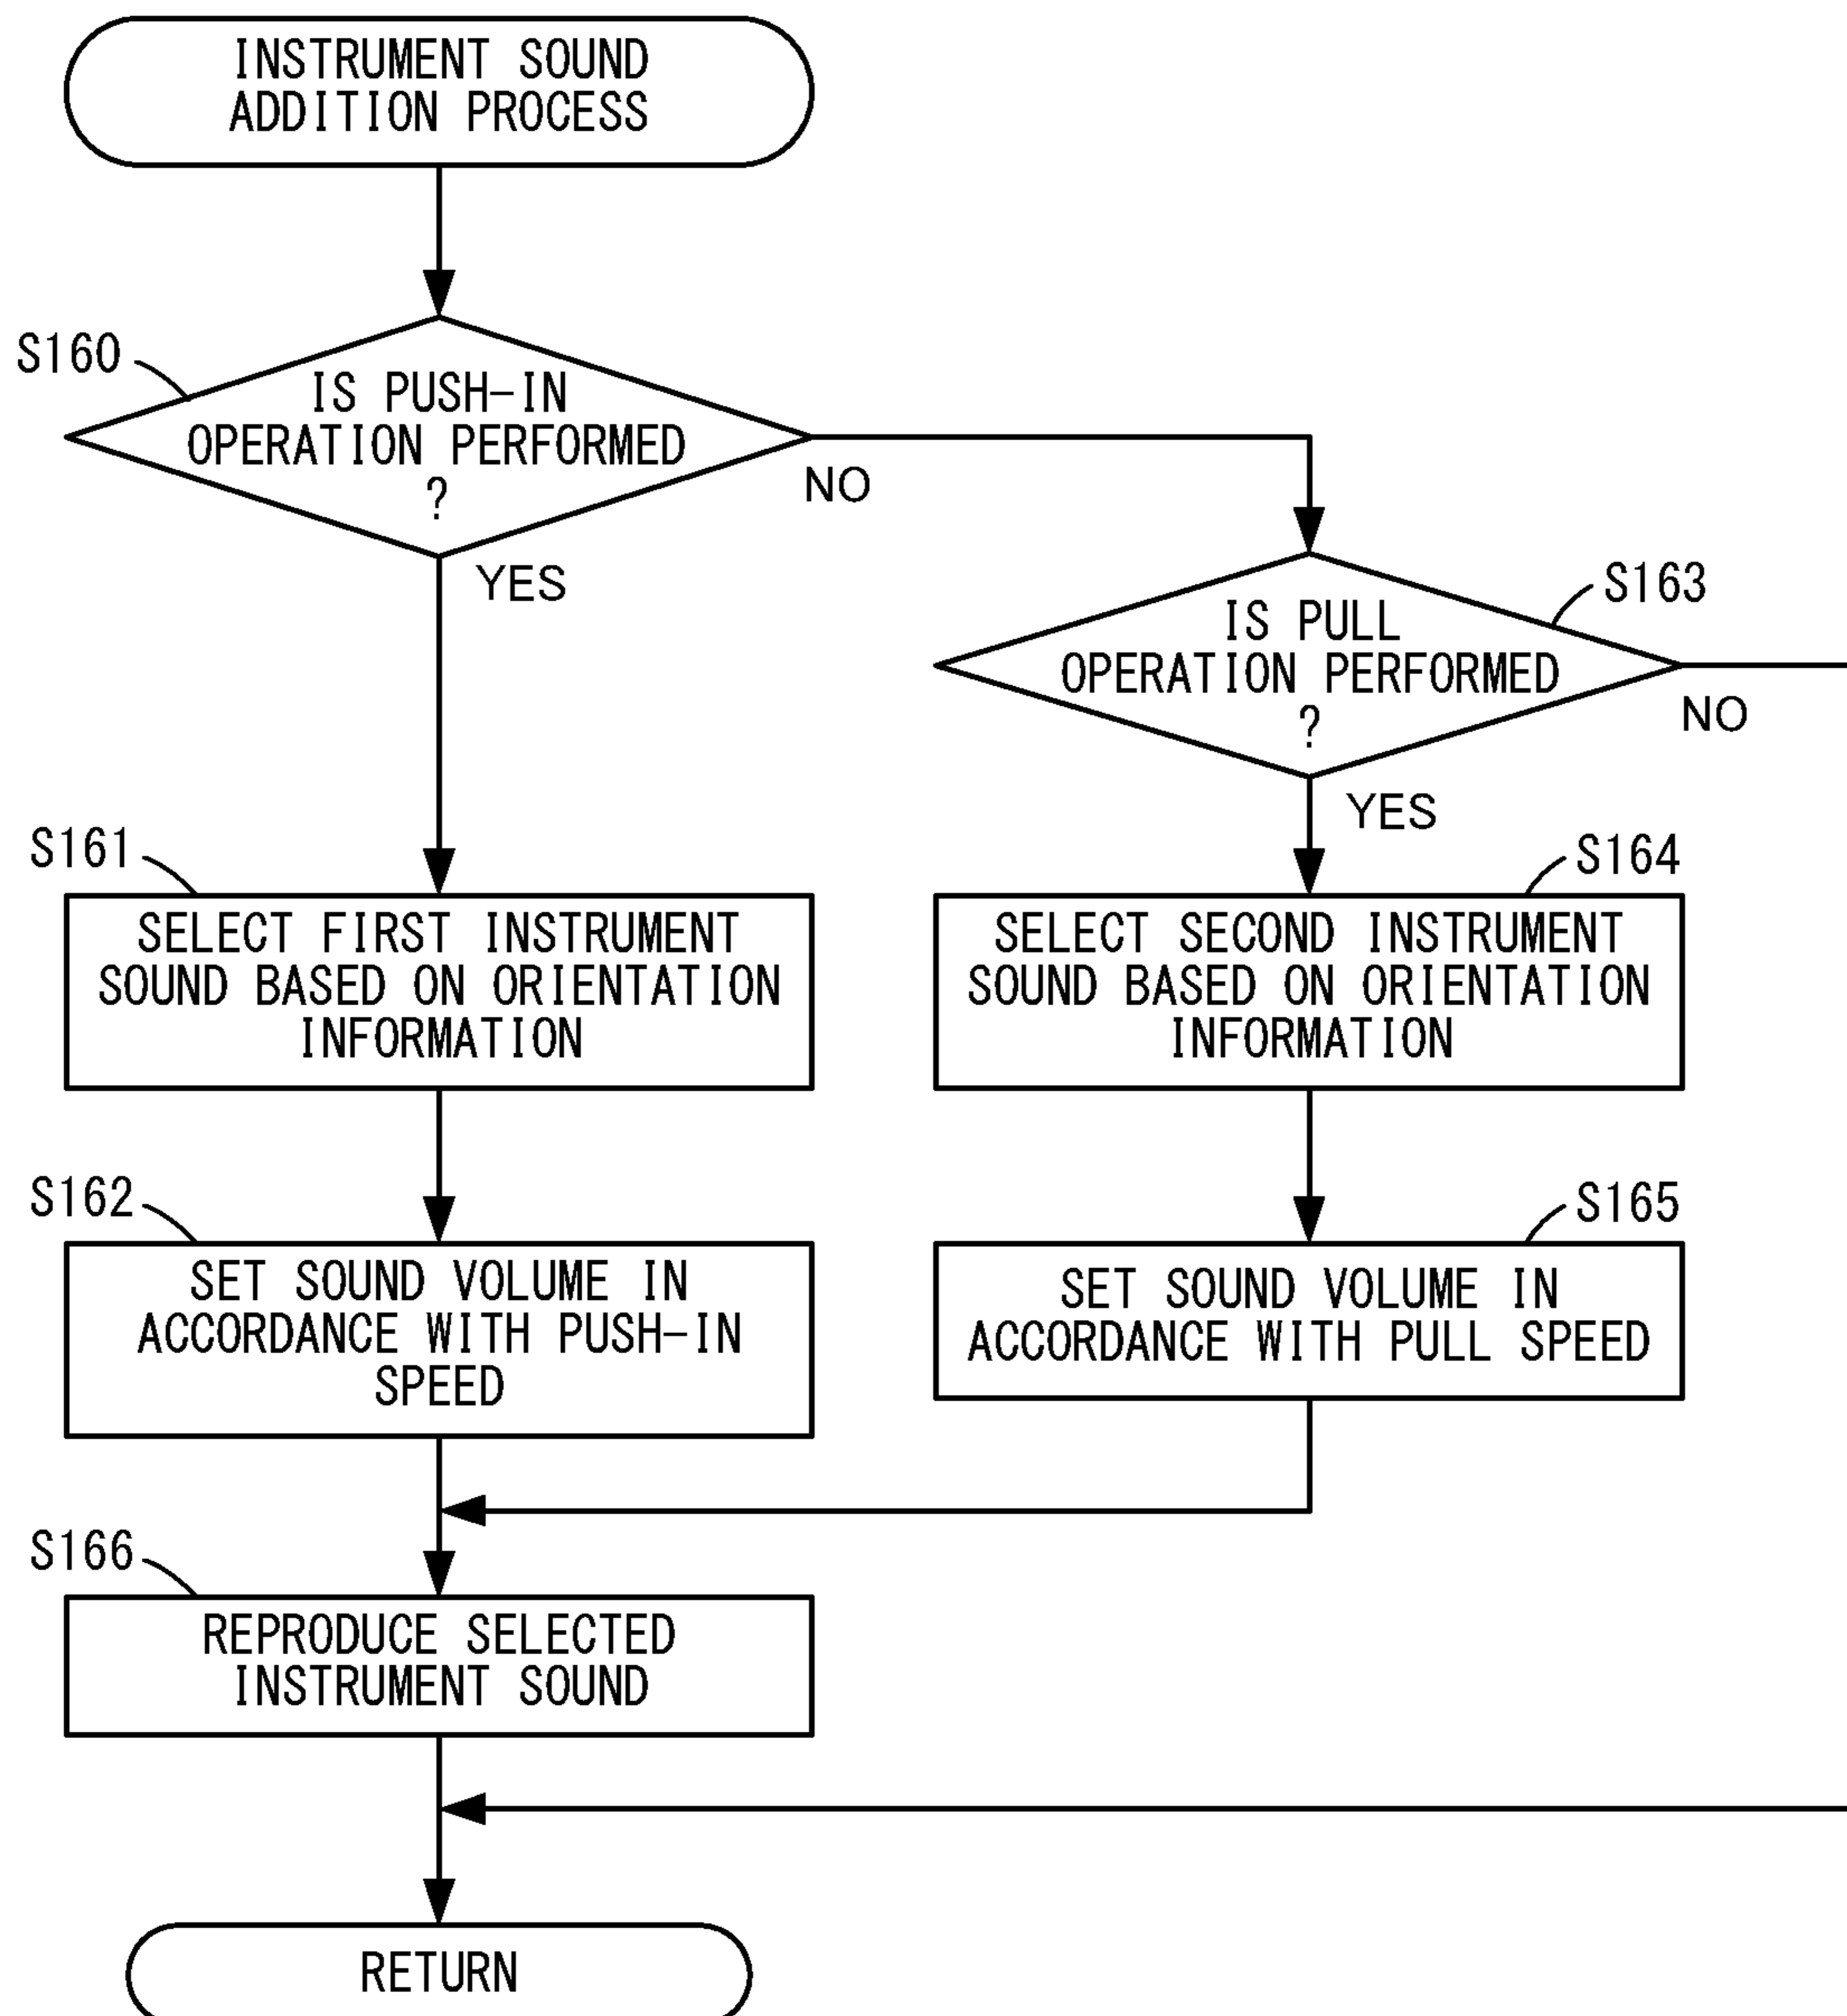 INSTRUMENT SOUND
ADDITION PROCESS
S160
IS PUSH-IN
OPERATION PERFORMED
?
NO
YES
S163
IS PULL
OPERATION PERFORMED
?
NO
YES
S161
SELECT FIRST INSTRUMENT
SOUND BASED ON ORIENTATION
INFORMATION
S164
SELECT SECOND INSTRUMENT
SOUND BASED ON ORIENTATION
INFORMATION
S162
SET SOUND VOLUME IN
ACCORDANCE WITH PUSH-IN
SPEED
S165
SET SOUND VOLUME IN
ACCORDANCE WITH PULL SPEED
S166
REPRODUCE SELECTED
INSTRUMENT SOUND
RETURN